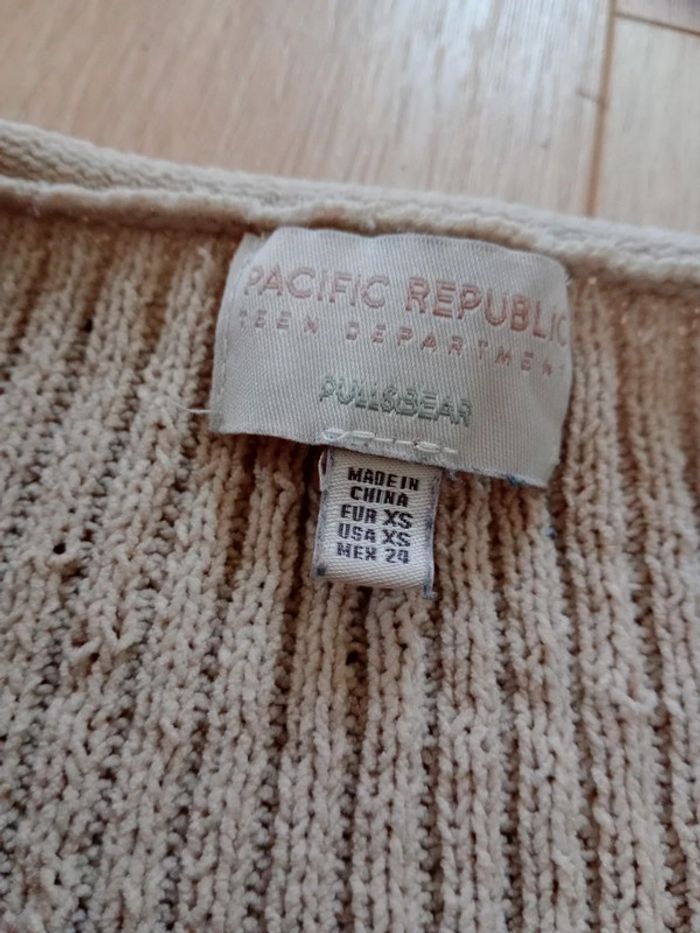 PACIFIC REPUBLIC
TEEN DEPARTMENT
PULL&BEAR
MADE IN
CHINA
EUR XS
USA XS
MEX 24